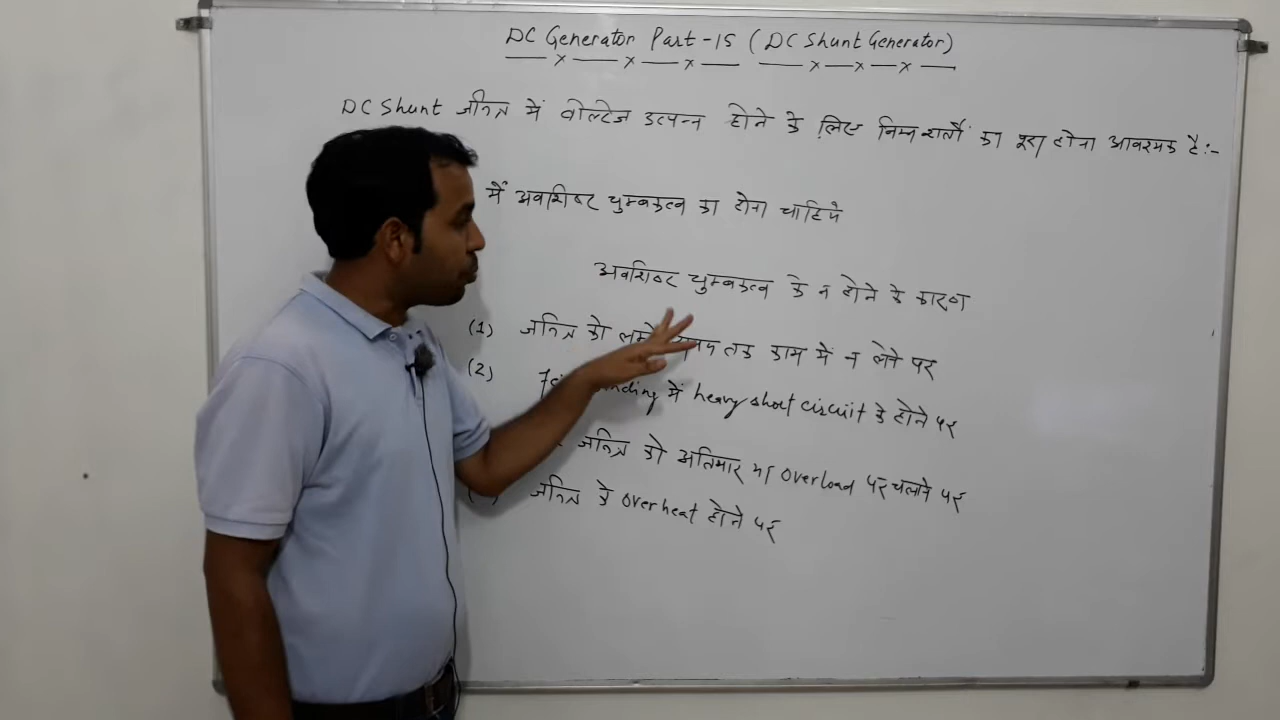 DC Generator Part-15 (DC Shunt Generator)
DC Shunt जनित्र में वोल्टेज उत्पन्न होने के लिए निम्न शर्तों का पूरा होना आवश्यक है:-
में अवशिष्ट चुम्बकत्व का होना चाहिये
अवशिष्ट चुम्बकत्व के न होने के कारण
(1) जनित्र को तक काम में न लेने पर
(2) में heavy short circuit के होने पर
जनित्र को अतिभार या overload पर चलाने पर
जनित्र के overheat होने पर